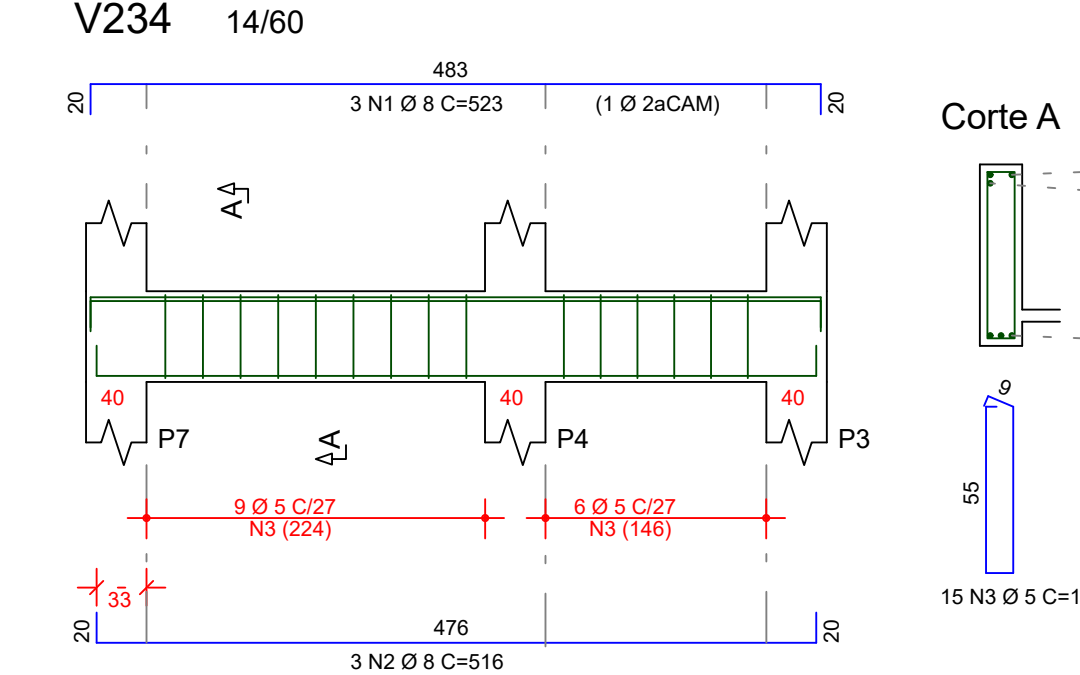 V234 14/60
483
20
3 N1 Ø 8 C=523 (1 Ø 2aCAM)
20
Corte A
A
40
40
40
P7
A
P4
P3
9
55
9 Ø 5 C/27
N3 (224)
6 Ø 5 C/27
N3 (146)
33
15 N3 Ø 5 C=1
20
476
20
3 N2 Ø 8 C=516